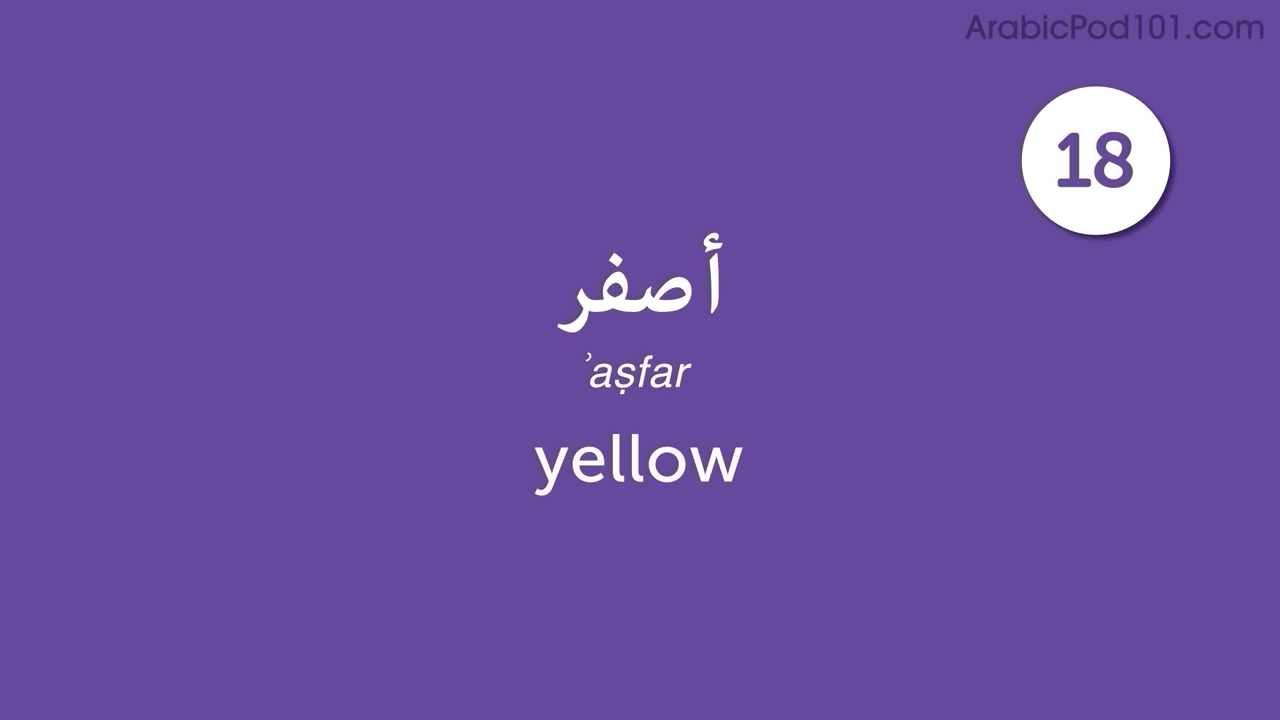 ArabicPod101.com
18
أصفر
ʾaṣfar
yellow